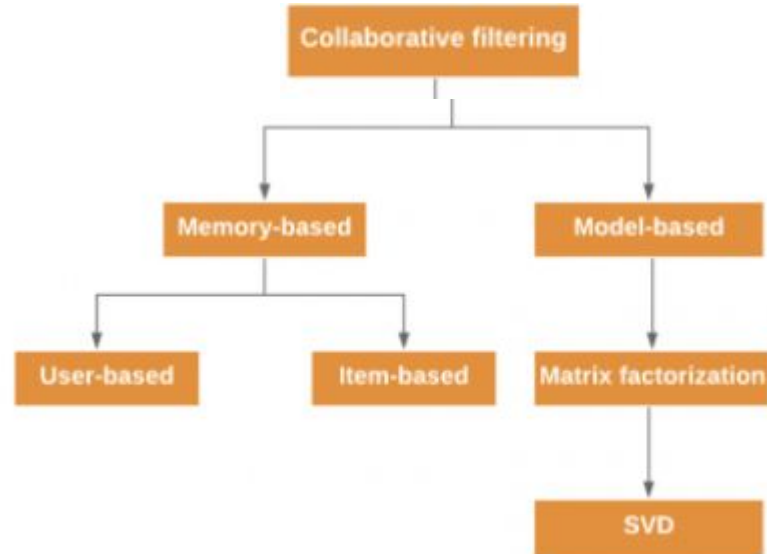 Collaborative filtering
Memory-based
Model-based
User-based
Item-based
Matrix factorization
SVD